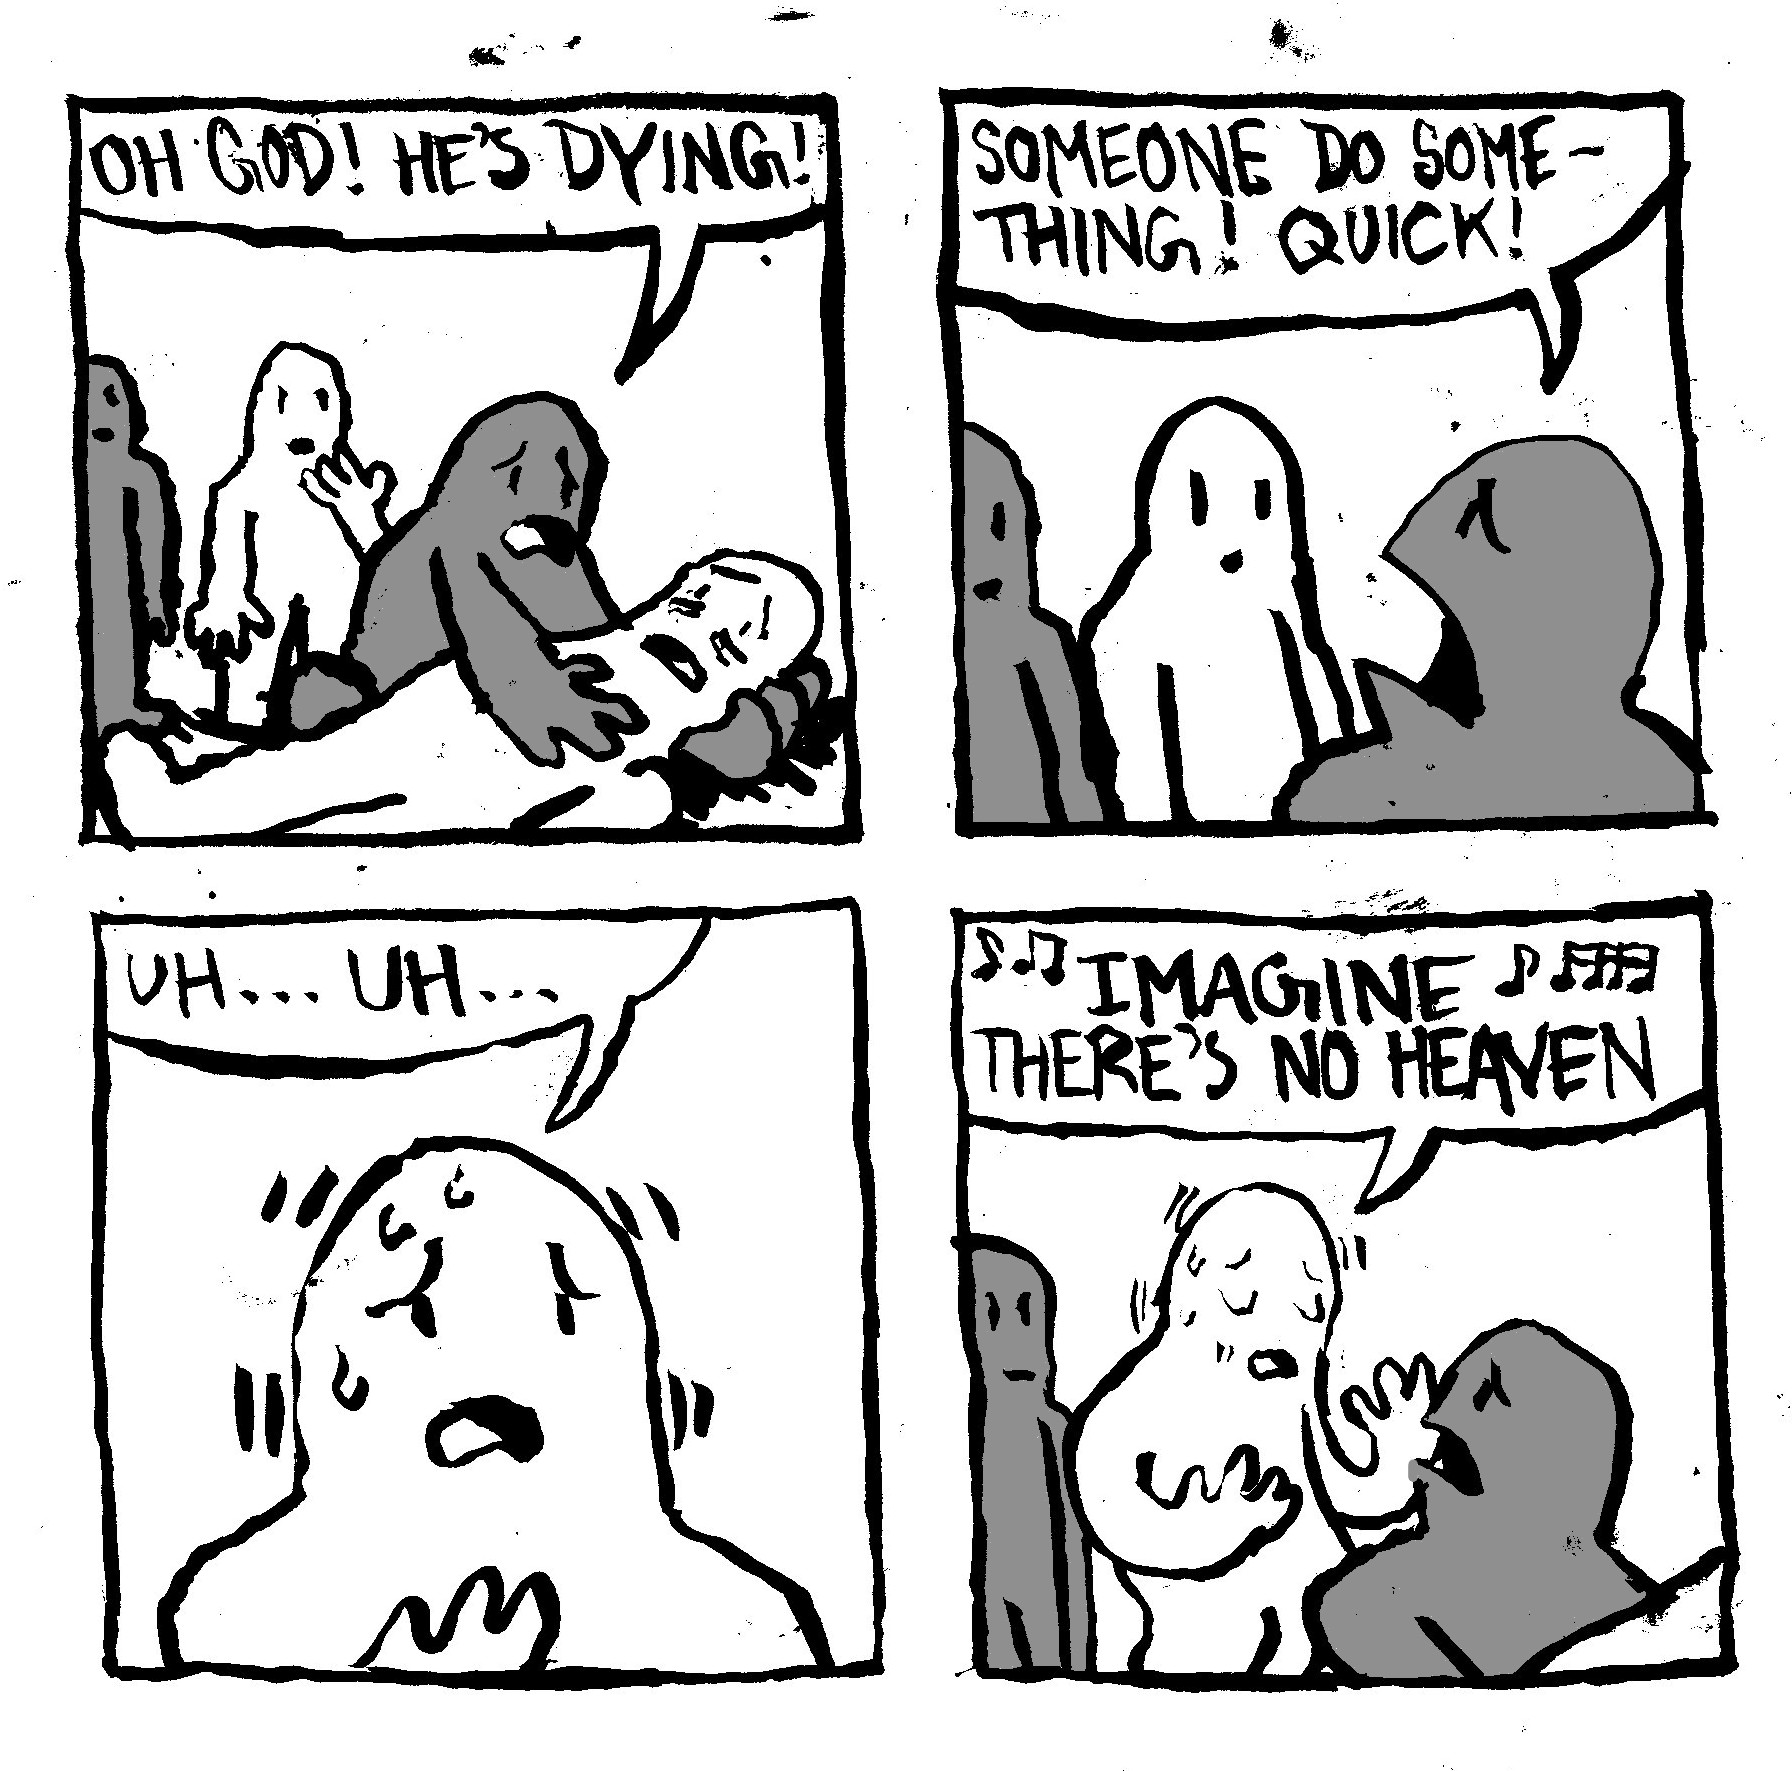 OH GOD! HE'S DYING!
SOMEONE DO SOME-
THING! QUICK!
UH... UH...
IMAGINE
THERE'S NO HEAVEN